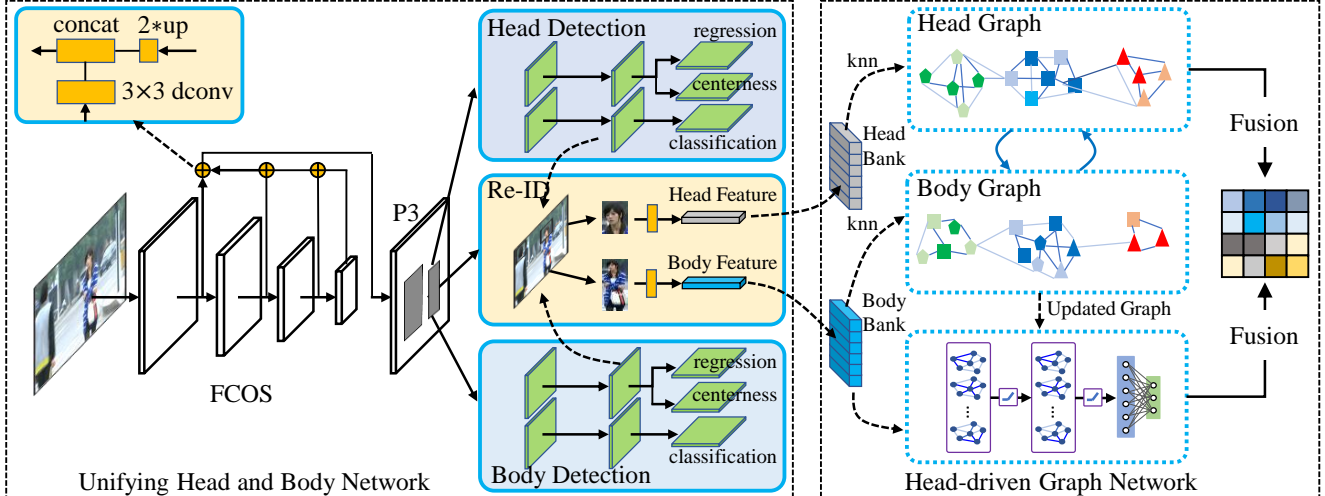 concat
2*up
3×3 dconv
FCOS
P3
Unifying Head and Body Network
Head Detection
regression
centerness
classification
Re-ID
Head Feature
Body Feature
regression
centerness
classification
Body Detection
knn
Head
Bank
knn
Body
Bank
Head Graph
Body Graph
Updated Graph
Fusion
Fusion
Head-driven Graph Network